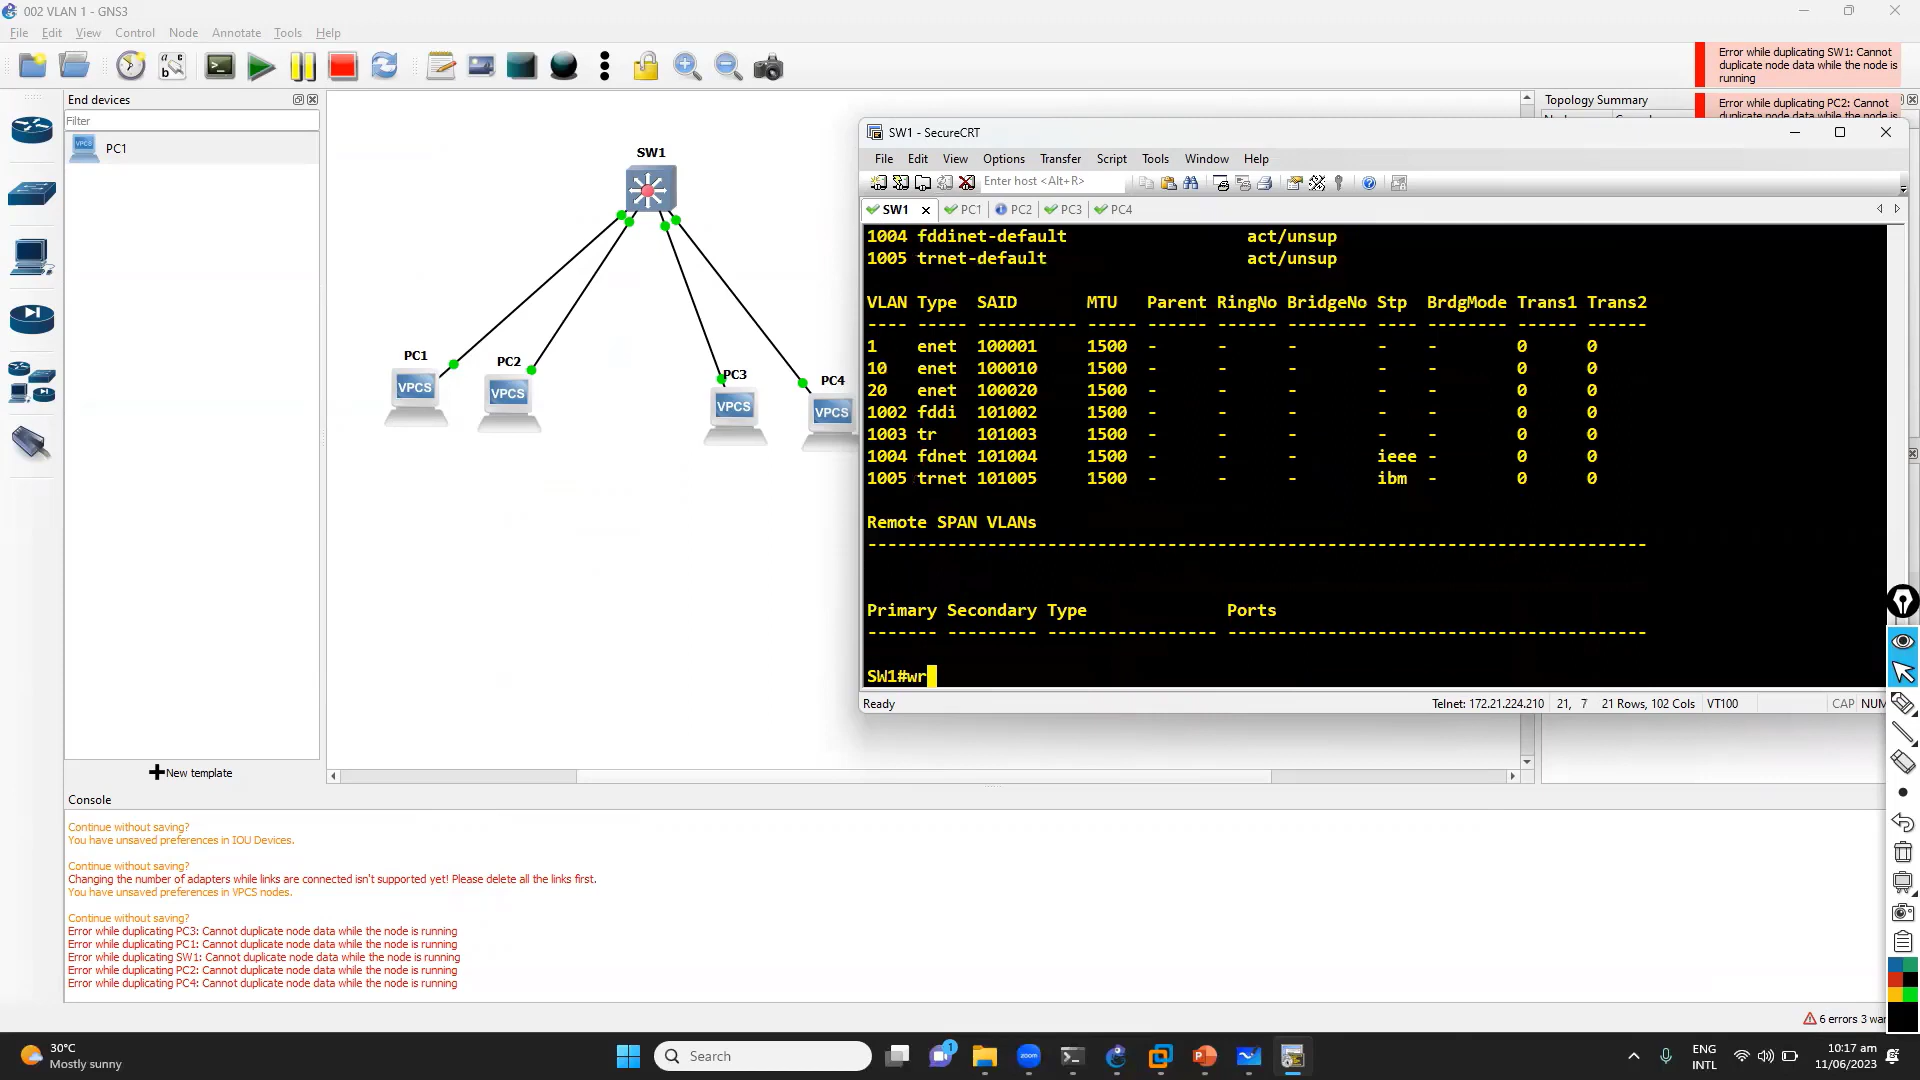 002 VLAN 1 - GNS3
File Edit View Control Node Annotate Tools Help
Error while duplicating SW1: Cannot
duplicate node data while the node is
running
Error while duplicating PC2: Cannot
End devices
Filter
PC1
New template
Topology Summary
SW1
PC1
VPCS
PC2
VPCS
PC3
VPCS
PC4
VPCS
SW1 - SecureCRT
File Edit View Options Transfer Script Tools Window Help
Enter host <Alt+R>
SW1 PC1 PC2 PC3 PC4
1004 fddinet-default act/unsup
1005 trnet-default act/unsup
VLAN Type SAID MTU Parent RingNo BridgeNo Stp BrdgMode Trans1 Trans2
---- ----- ---------- ----- ------ ------ -------- ---- -------- ------ ------
1 enet 100001 1500 - - - - - 0 0
10 enet 100010 1500 - - - - - 0 0
20 enet 100020 1500 - - - - - 0 0
1002 fddi 101002 1500 - - - - - 0 0
1003 tr 101003 1500 - - - - - 0 0
1004 fdnet 101004 1500 - - - ieee - 0 0
1005 trnet 101005 1500 - - - ibm - 0 0
Remote SPAN VLANs
------------------------------------------------------------------------------
Primary Secondary Type Ports
------- --------- ----------------- ------------------------------------------
SW1#wr
Ready Telnet: 172.21.224.210 21, 7 21 Rows, 102 Cols VT100 CAP NUM
Console
Continue without saving?
You have unsaved preferences in IOU Devices.
Continue without saving?
Changing the number of adapters while links are connected isn't supported yet! Please delete all the links first.
You have unsaved preferences in VPCS nodes.
Continue without saving?
Error while duplicating PC3: Cannot duplicate node data while the node is running
Error while duplicating PC1: Cannot duplicate node data while the node is running
Error while duplicating SW1: Cannot duplicate node data while the node is running
Error while duplicating PC2: Cannot duplicate node data while the node is running
Error while duplicating PC4: Cannot duplicate node data while the node is running
6 errors 3 war
30°C
Mostly sunny
Search
zoom
1
ENG
INTL
10:17 am
11/06/2023